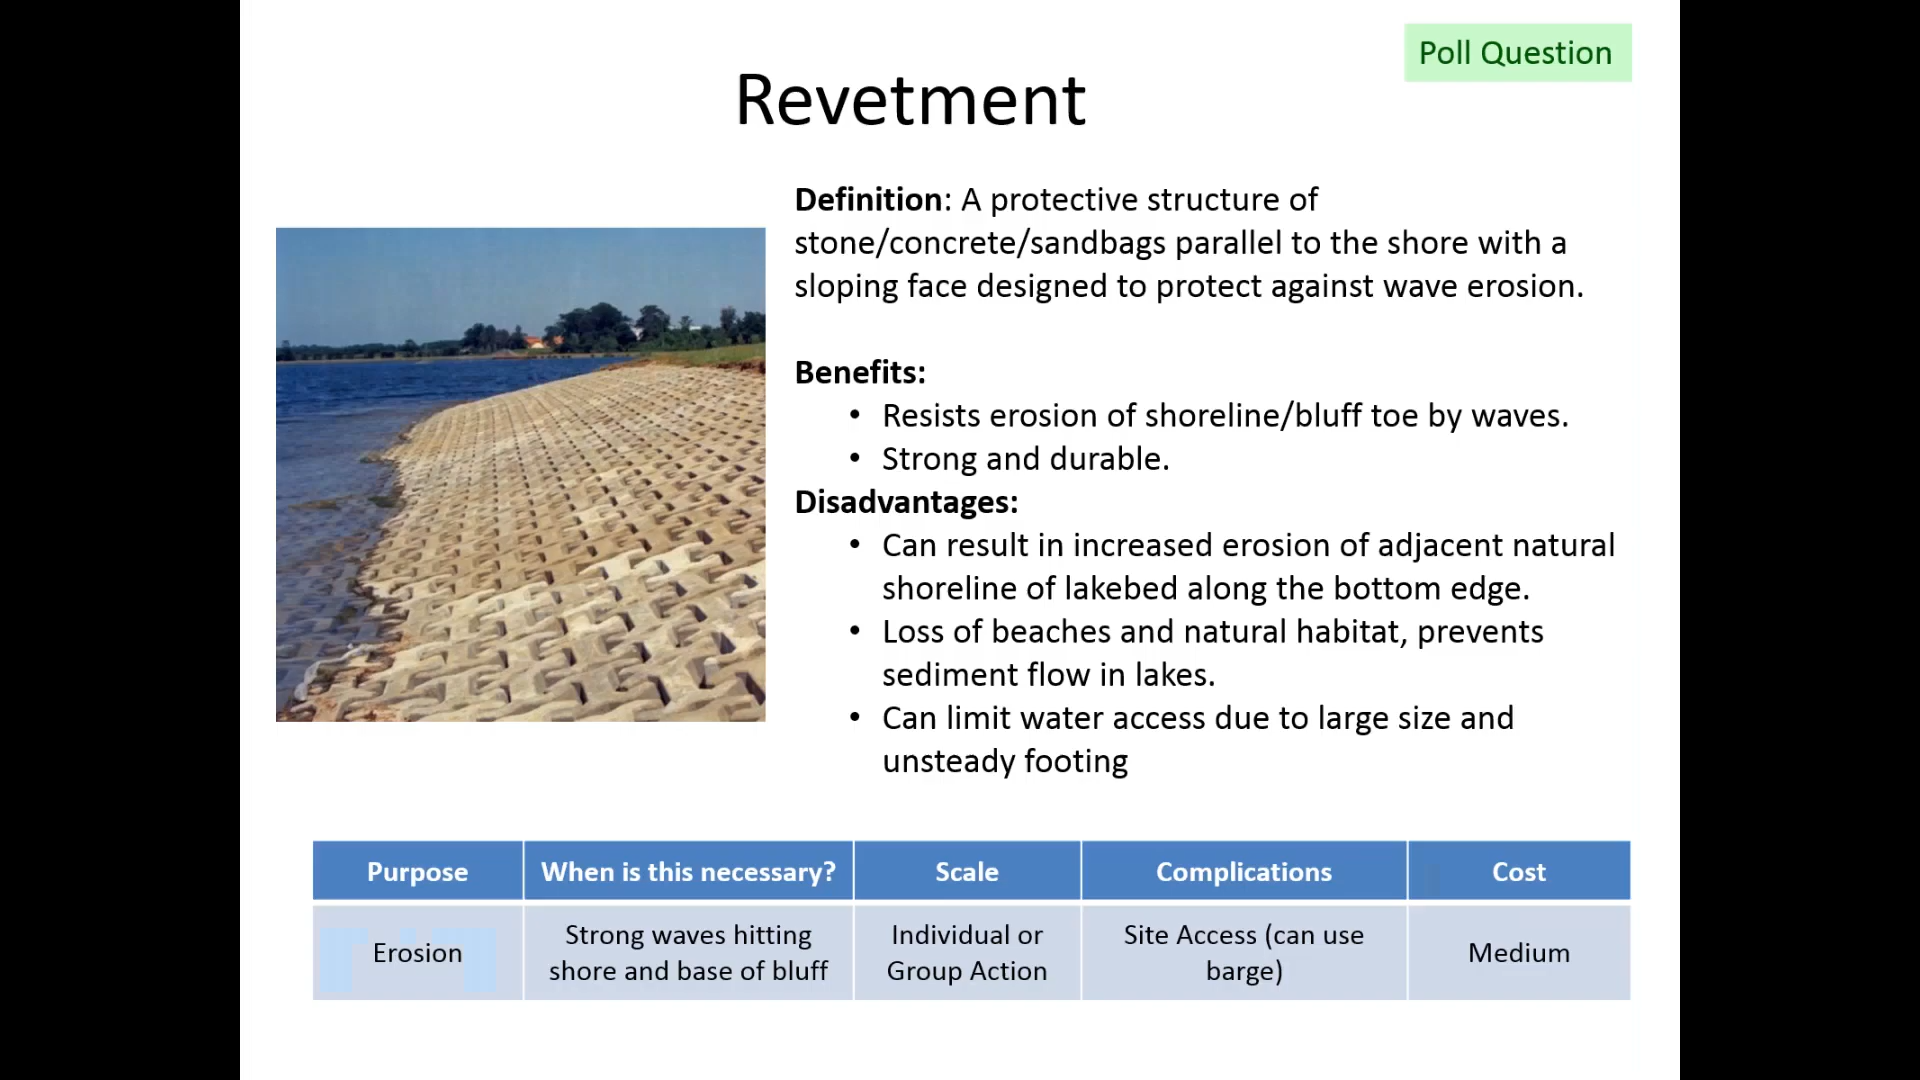 Poll Question
Revetment
Definition: A protective structure of
stone/concrete/sandbags parallel to the shore with a
sloping face designed to protect against wave erosion.
Benefits:
• Resists erosion of shoreline/bluff toe by waves.
• Strong and durable.
Disadvantages:
• Can result in increased erosion of adjacent natural
shoreline of lakebed along the bottom edge.
• Loss of beaches and natural habitat, prevents
sediment flow in lakes.
• Can limit water access due to large size and
unsteady footing
Purpose
When is this necessary?
Scale
Complications
Cost
Erosion
Strong waves hitting
shore and base of bluff
Individual or
Group Action
Site Access (can use
barge)
Medium